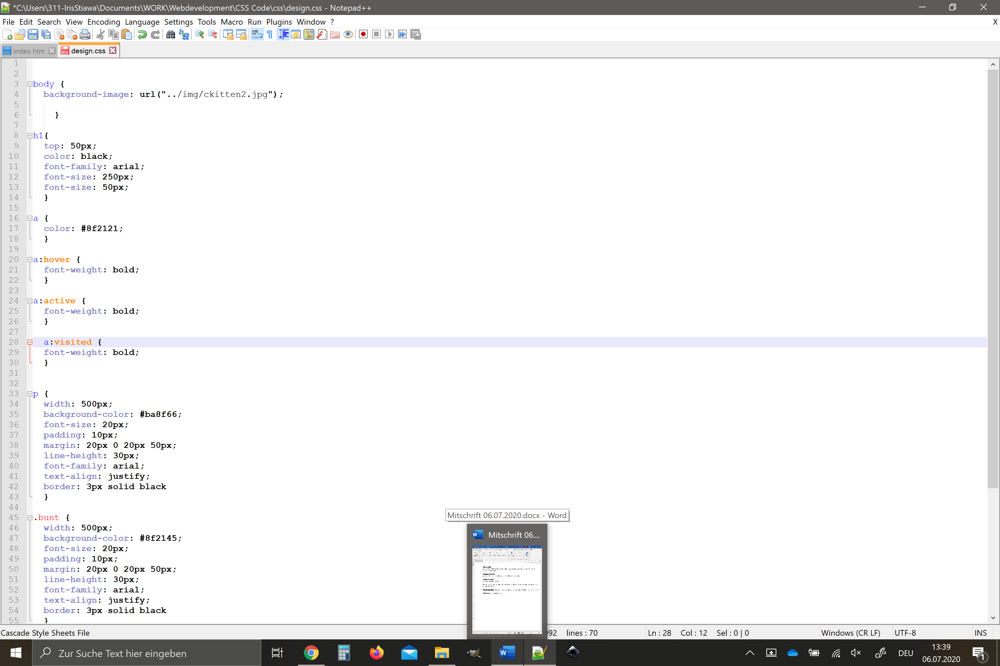 *C:\Users\311-IrisStiawa\Documents\WORK\Webdevelopment\CSS Code\css\design.css - Notepad++
File Edit Search View Encoding Language Settings Tools Macro Run Plugins Window ? X
index.htm design.css
1
2
3 body {
4 background-image: url("../img/ckitten2.jpg");
5
6 }
7
8 h1{
9 top: 50px;
10 color: black;
11 font-family: arial;
12 font-size: 250px;
13 font-size: 50px;
14 }
15
16 a {
17 color: #8f2121;
18 }
19
20 a:hover {
21 font-weight: bold;
22 }
23
24 a:active {
25 font-weight: bold;
26 }
27
28 a:visited {
29 font-weight: bold;
30 }
31
32
33 p {
34 width: 500px;
35 background-color: #ba8f66;
36 font-size: 20px;
37 padding: 10px;
38 margin: 20px 0 20px 50px;
39 line-height: 30px;
40 font-family: arial;
41 text-align: justify;
42 border: 3px solid black
43 }
44
45 .bunt {
46 width: 500px;
47 background-color: #8f2145;
48 font-size: 20px;
49 padding: 10px;
50 margin: 20px 0 20px 50px;
51 line-height: 30px;
52 font-family: arial;
53 text-align: justify;
54 border: 3px solid black
55 }
Mitschrift 06.07.2020.docx - Word
Mitschrift 06....
3D in CSS
Klassen in CSS
Links in CSS
Cascade Style Sheets File 92 lines : 70 Ln : 28 Col : 12 Sel : 0 | 0 Windows (CR LF) UTF-8 INS
Zur Suche Text hier eingeben
DEU
13:39
06.07.2020
1